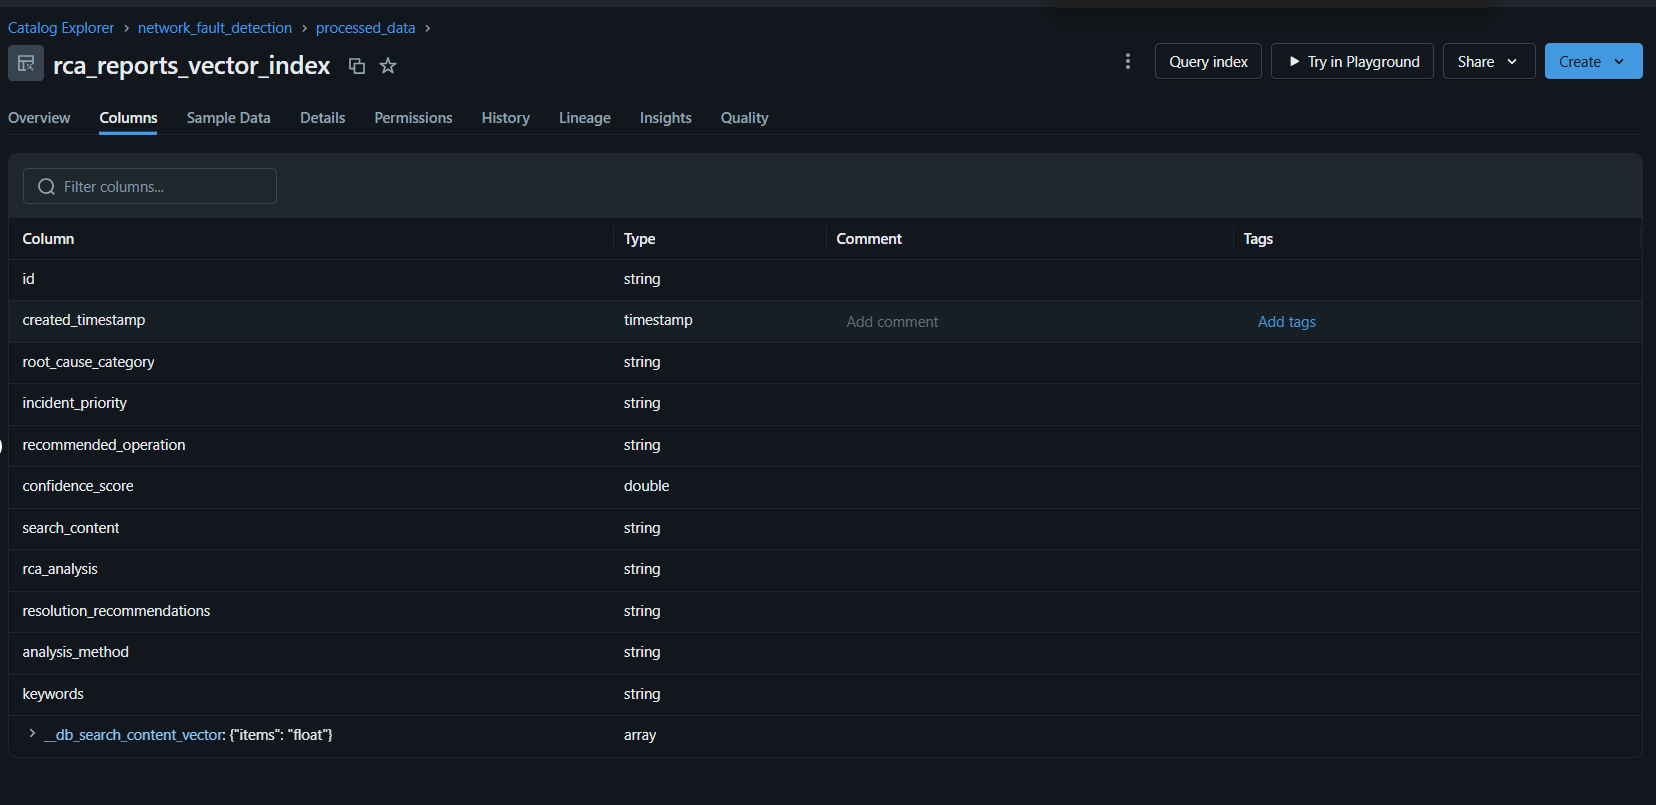 Catalog Explorer > network_fault_detection > processed_data >
rca_reports_vector_index
Query index Try in Playground Share Create
Overview Columns Sample Data Details Permissions History Lineage Insights Quality
Filter columns...
Column Type Comment Tags
id string
created_timestamp timestamp Add comment Add tags
root_cause_category string
incident_priority string
recommended_operation string
confidence_score double
search_content string
rca_analysis string
resolution_recommendations string
analysis_method string
keywords string
> __db_search_content_vector: {"items": "float"} array